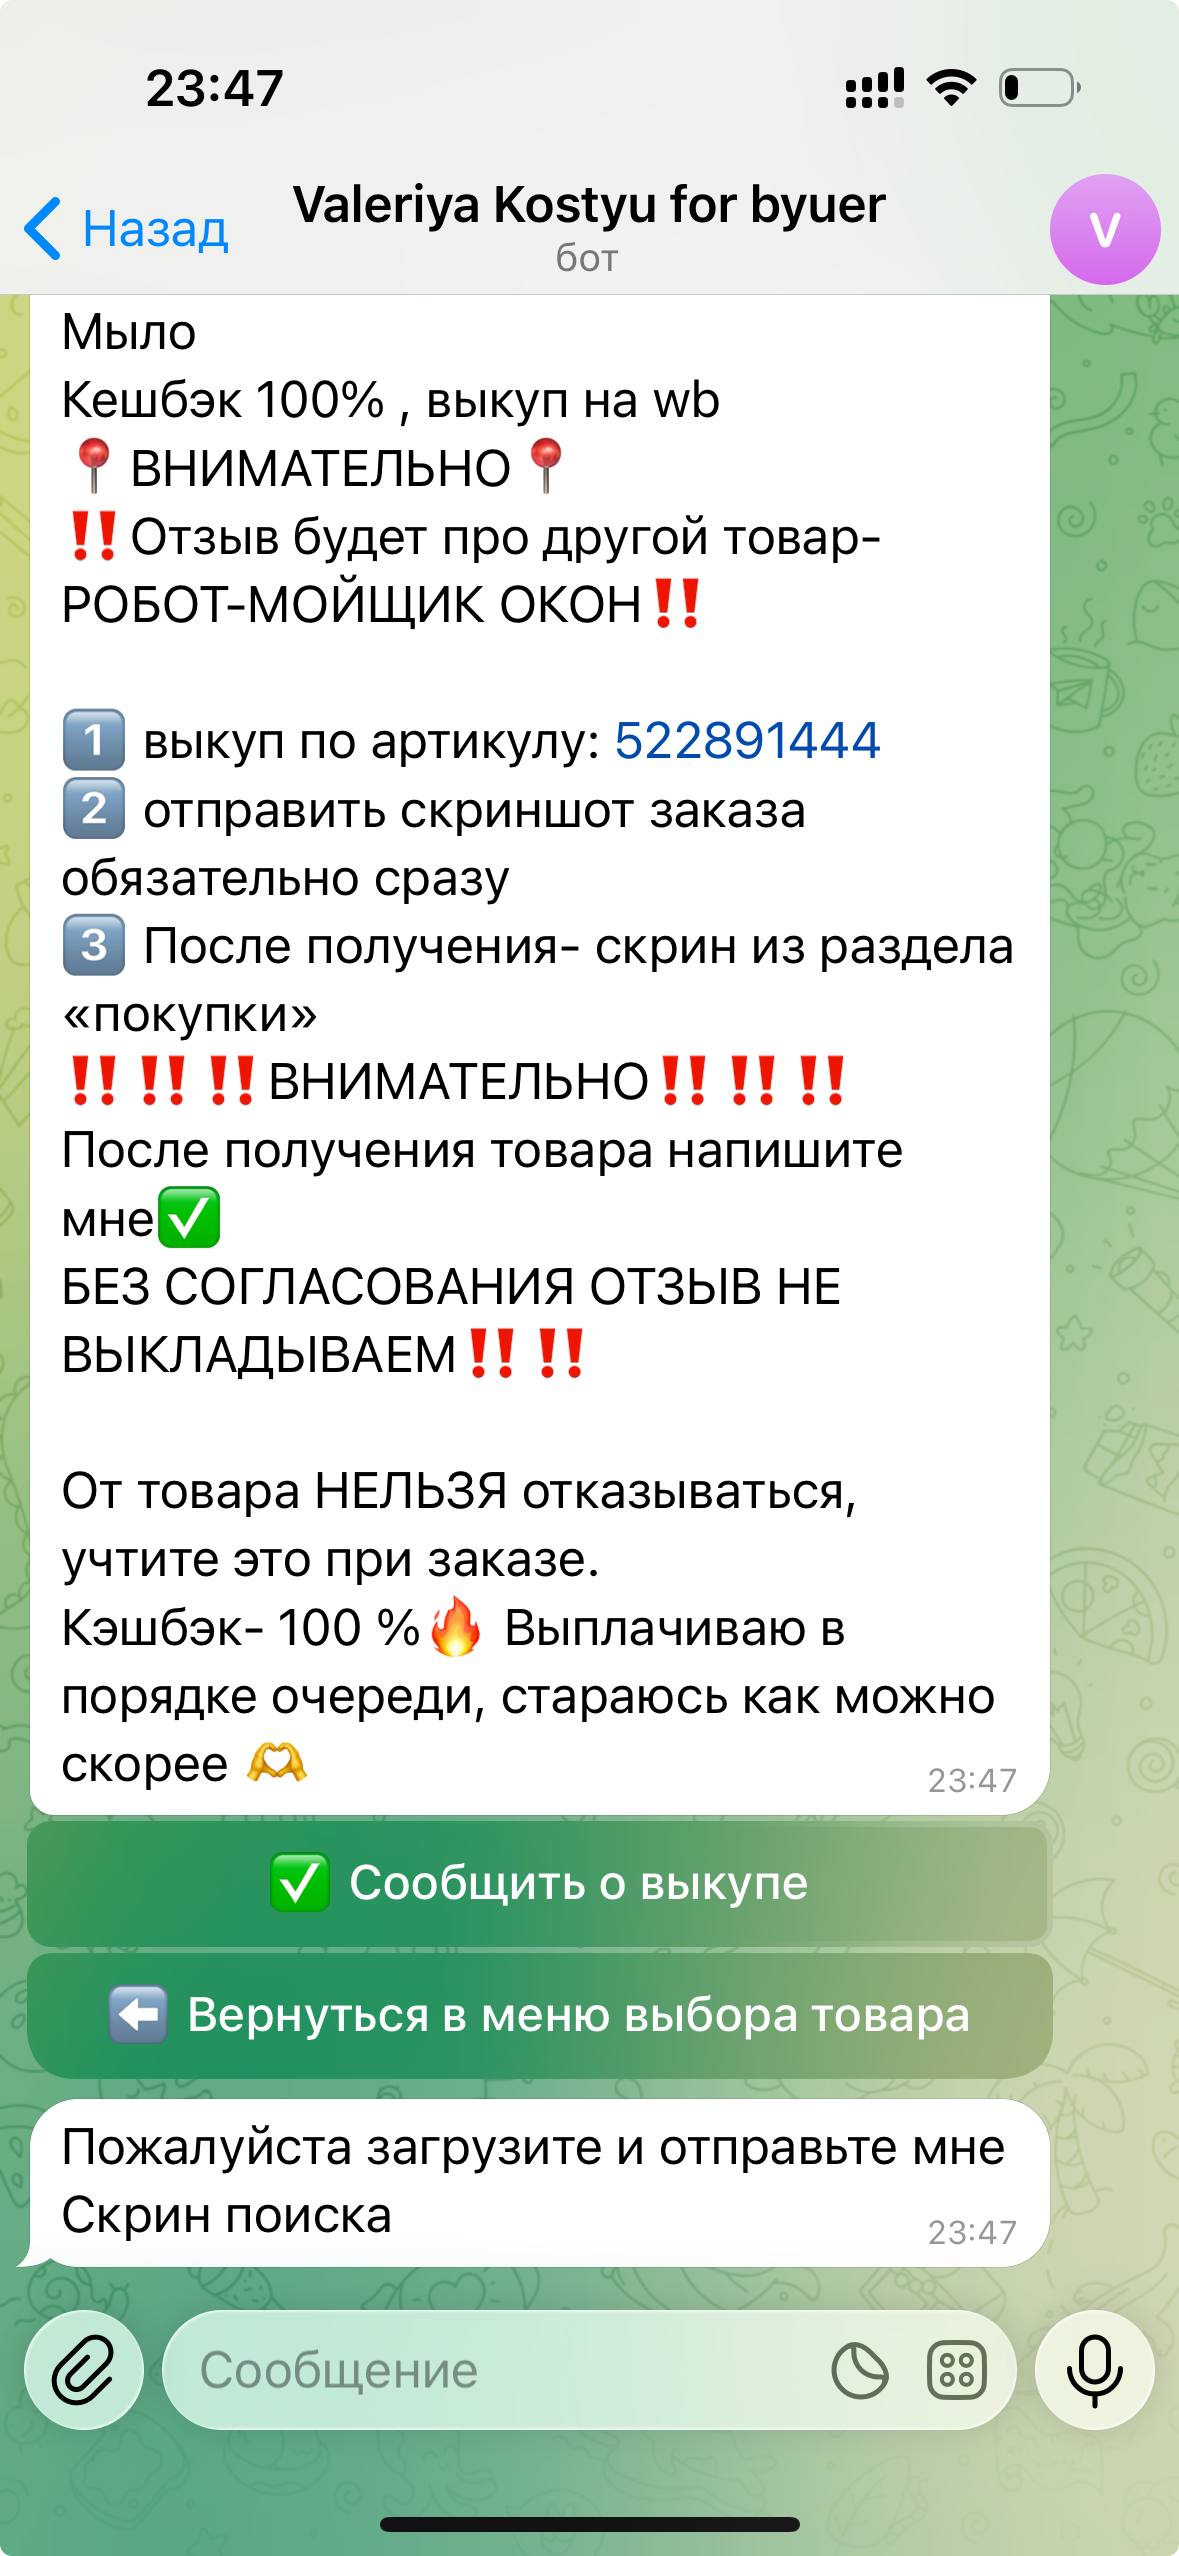 23:47
Назад
Valeriya Kostyu for byuer
бот
V
Мыло
Кешбэк 100% , выкуп на wb
📍ВНИМАТЕЛЬНО📍
‼️Отзыв будет про другой товар-
РОБОТ-МОЙЩИК ОКОН‼️
1️⃣ выкуп по артикулу: 522891444
2️⃣ отправить скриншот заказа
обязательно сразу
3️⃣ После получения- скрин из раздела
«покупки»
‼️‼️‼️ВНИМАТЕЛЬНО‼️‼️‼️
После получения товара напишите
мне✅
БЕЗ СОГЛАСОВАНИЯ ОТЗЫВ НЕ
ВЫКЛАДЫВАЕМ‼️‼️
От товара НЕЛЬЗЯ отказываться,
учтите это при заказе.
Кэшбэк- 100 %🔥 Выплачиваю в
порядке очереди, стараюсь как можно
скорее 🫶
23:47
✅ Сообщить о выкупе
⬅️ Вернуться в меню выбора товара
Пожалуйста загрузите и отправьте мне
Скрин поиска
23:47
Сообщение